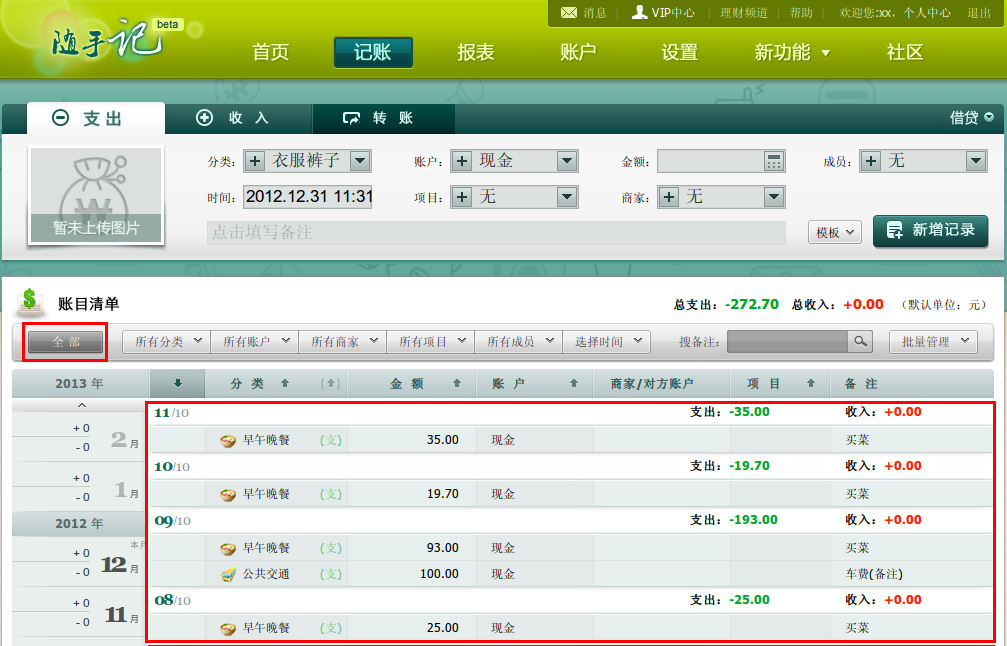 消息 VIP中心 理财频道 帮助 欢迎您:xx，个人中心 退出
随手记 beta
首页 记账 报表 账户 设置 新功能 社区
支出 收入 转账 借贷
分类: 衣服裤子 账户: 现金 金额: 成员: 无
时间: 2012.12.31 11:31 项目: 无 商家: 无
暂未上传图片
点击填写备注 模板 新增记录
账目清单 总支出: -272.70 总收入: +0.00 （默认单位：元）
全部 所有分类 所有账户 所有商家 所有项目 所有成员 选择时间 搜备注: 批量管理
2013 年 分类 金额 账户 商家/对方账户 项目 备注
11/10 支出: -35.00 收入: +0.00
+ 0
- 0
2月
早午晚餐 (支) 35.00 现金 买菜
10/10 支出: -19.70 收入: +0.00
+ 0
- 0
1月
早午晚餐 (支) 19.70 现金 买菜
2012 年
09/10 支出: -193.00 收入: +0.00
本月
+ 0
- 0
12月
早午晚餐 (支) 93.00 现金 买菜
公共交通 (支) 100.00 现金 车费(备注)
08/10 支出: -25.00 收入: +0.00
+ 0
- 0
11月
早午晚餐 (支) 25.00 现金 买菜